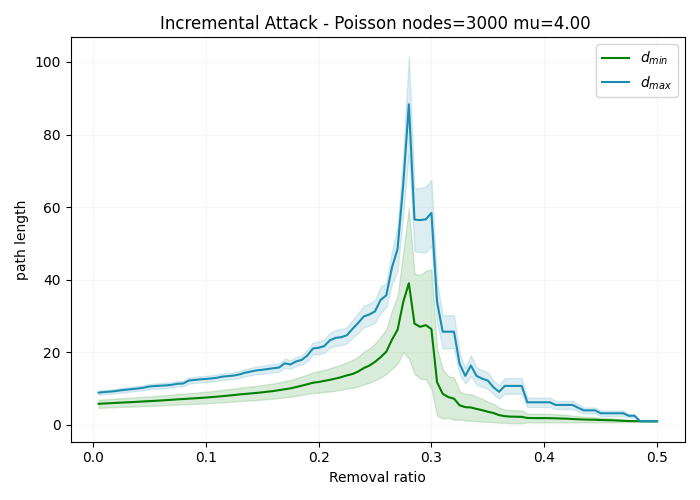 Incremental Attack - Poisson nodes=3000 mu=4.00
d_min
d_max
path length
100
80
60
40
20
0
0.0 0.1 0.2 0.3 0.4 0.5
Removal ratio